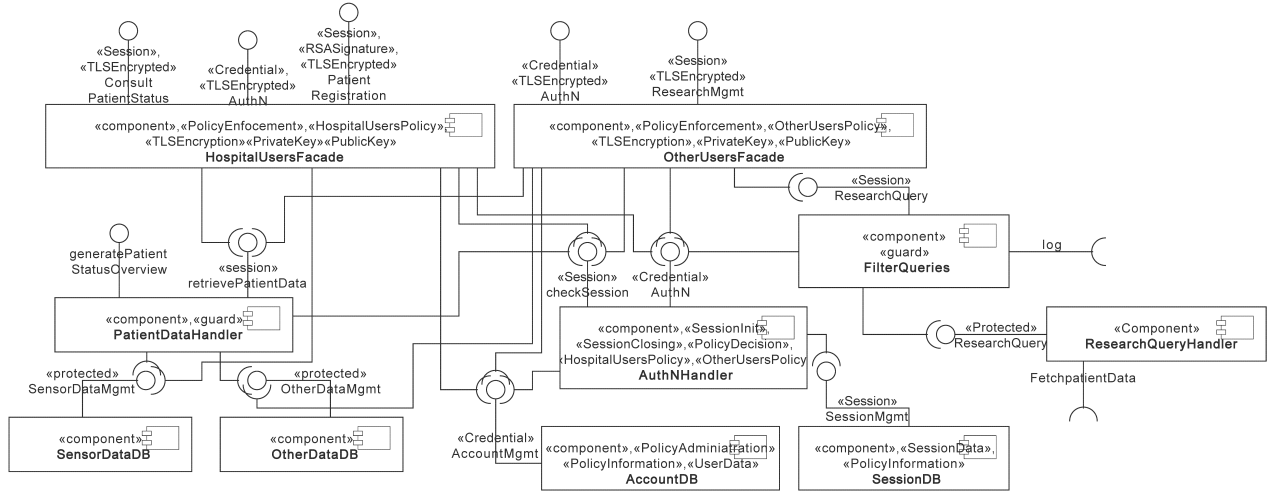 «Session»,
«TLSEncrypted»
Consult
PatientStatus
«Credential»,
«TLSEncrypted»
AuthN
«Session»,
«RSASignature»,
«TLSEncrypted»
Patient
Registration
«Credential»
«TLSEncrypted»
AuthN
«Session»
«TLSEncrypted»
ResearchMgmt
«component»,«PolicyEnfocement»,«HospitalUsersPolicy»,
«TLSEncryption»«PrivateKey»«PublicKey»
HospitalUsersFacade
«component»,«PolicyEnforcement»,«OtherUsersPolicy»,
«TLSEncryption»,«PrivateKey»,«PublicKey»
OtherUsersFacade
«Session»
ResearchQuery
generatePatient
StatusOverview
«session»
retrievePatientData
«Session»
checkSession
«Credential»
AuthN
«component»
«guard»
FilterQueries
log
«component»,«guard»
PatientDataHandler
«component»,«SessionInit»,
«SessionClosing»,«PolicyDecision»,
«HospitalUsersPolicy»,«OtherUsersPolicy
AuthNHandler
«Protected»
ResearchQuery
«Component»
ResearchQueryHandler
FetchpatientData
«protected»
SensorDataMgmt
«protected»
OtherDataMgmt
«Session»
SessionMgmt
«Credential»
AccountMgmt
«component»
SensorDataDB
«component»
OtherDataDB
«component»,«PolicyAdminiatration»
«PolicyInformation»,«UserData»
AccountDB
«component»,«SessionData»,
«PolicyInformation»
SessionDB